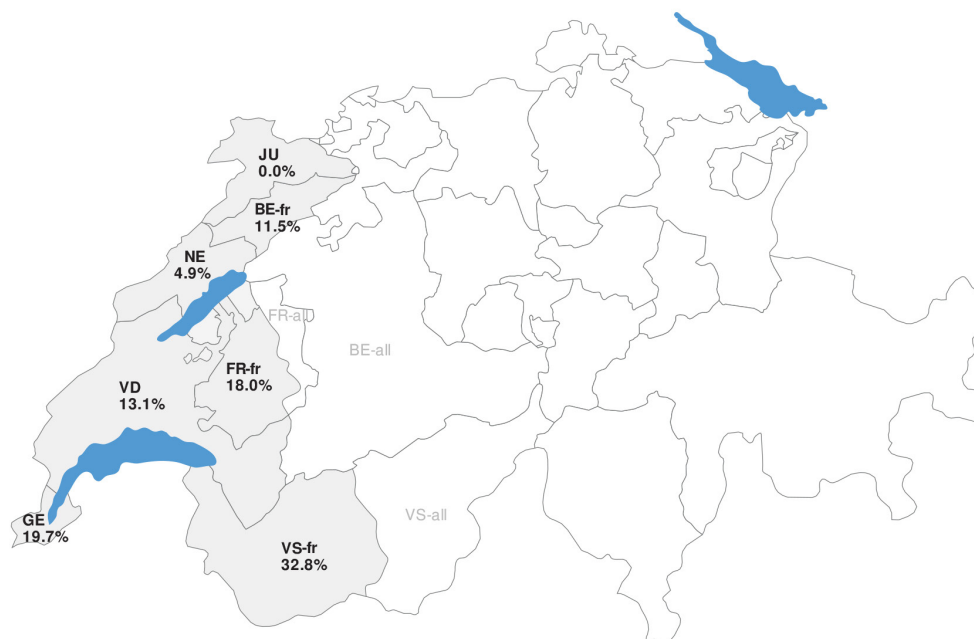 JU
0.0%
BE-fr
11.5%
NE
4.9%
FR-all
BE-all
FR-fr
18.0%
VD
13.1%
GE
19.7%
VS-all
VS-fr
32.8%